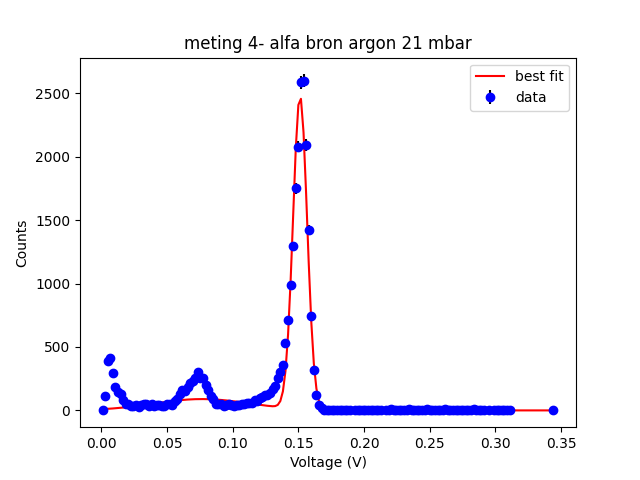 meting 4- alfa bron argon 21 mbar
best fit
data
Counts
2500
2000
1500
1000
500
0
0.00 0.05 0.10 0.15 0.20 0.25 0.30 0.35
Voltage (V)